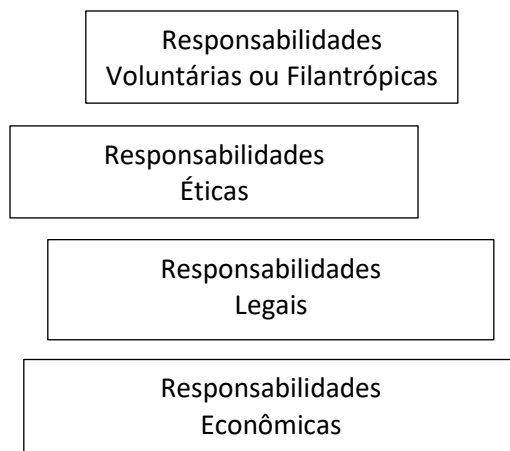 Responsabilidades
Voluntárias ou Filantrópicas
Responsabilidades
Éticas
Responsabilidades
Legais
Responsabilidades
Econômicas